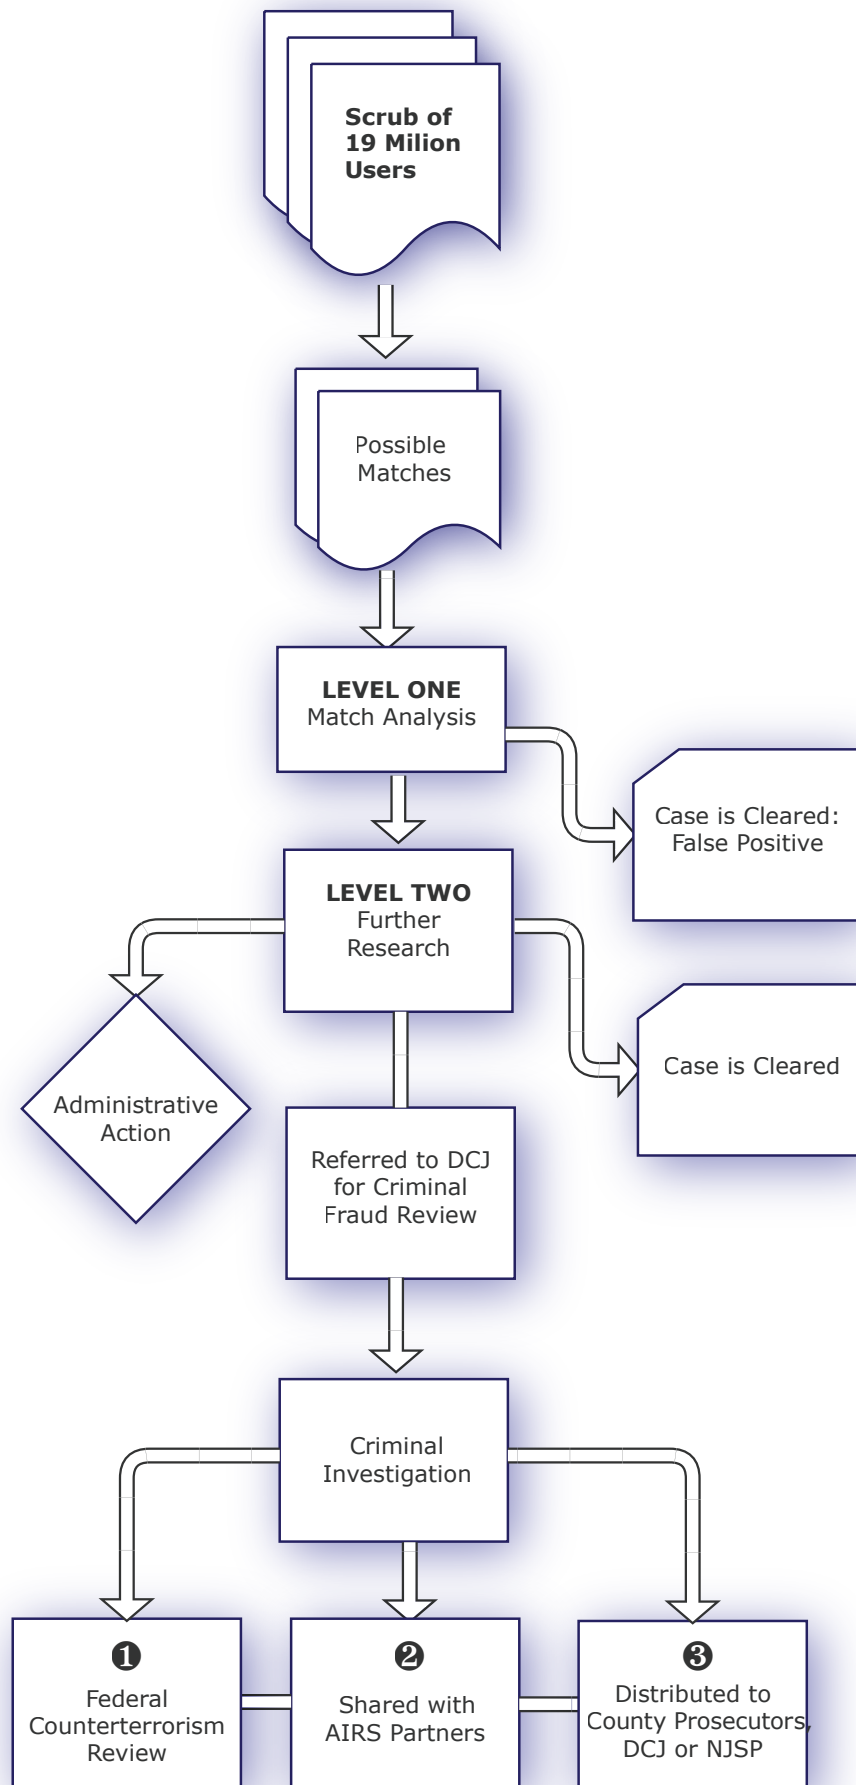 Scrub of
19 Milion
Users
Possible
Matches
LEVEL ONE
Match Analysis
Case is Cleared:
False Positive
LEVEL TWO
Further
Research
Case is Cleared
Administrative
Action
Referred to DCJ
for Criminal
Fraud Review
Criminal
Investigation
❶
Federal
Counterterrorism
Review
❷
Shared with
AIRS Partners
❸
Distributed to
County Prosecutors,
DCJ or NJSP